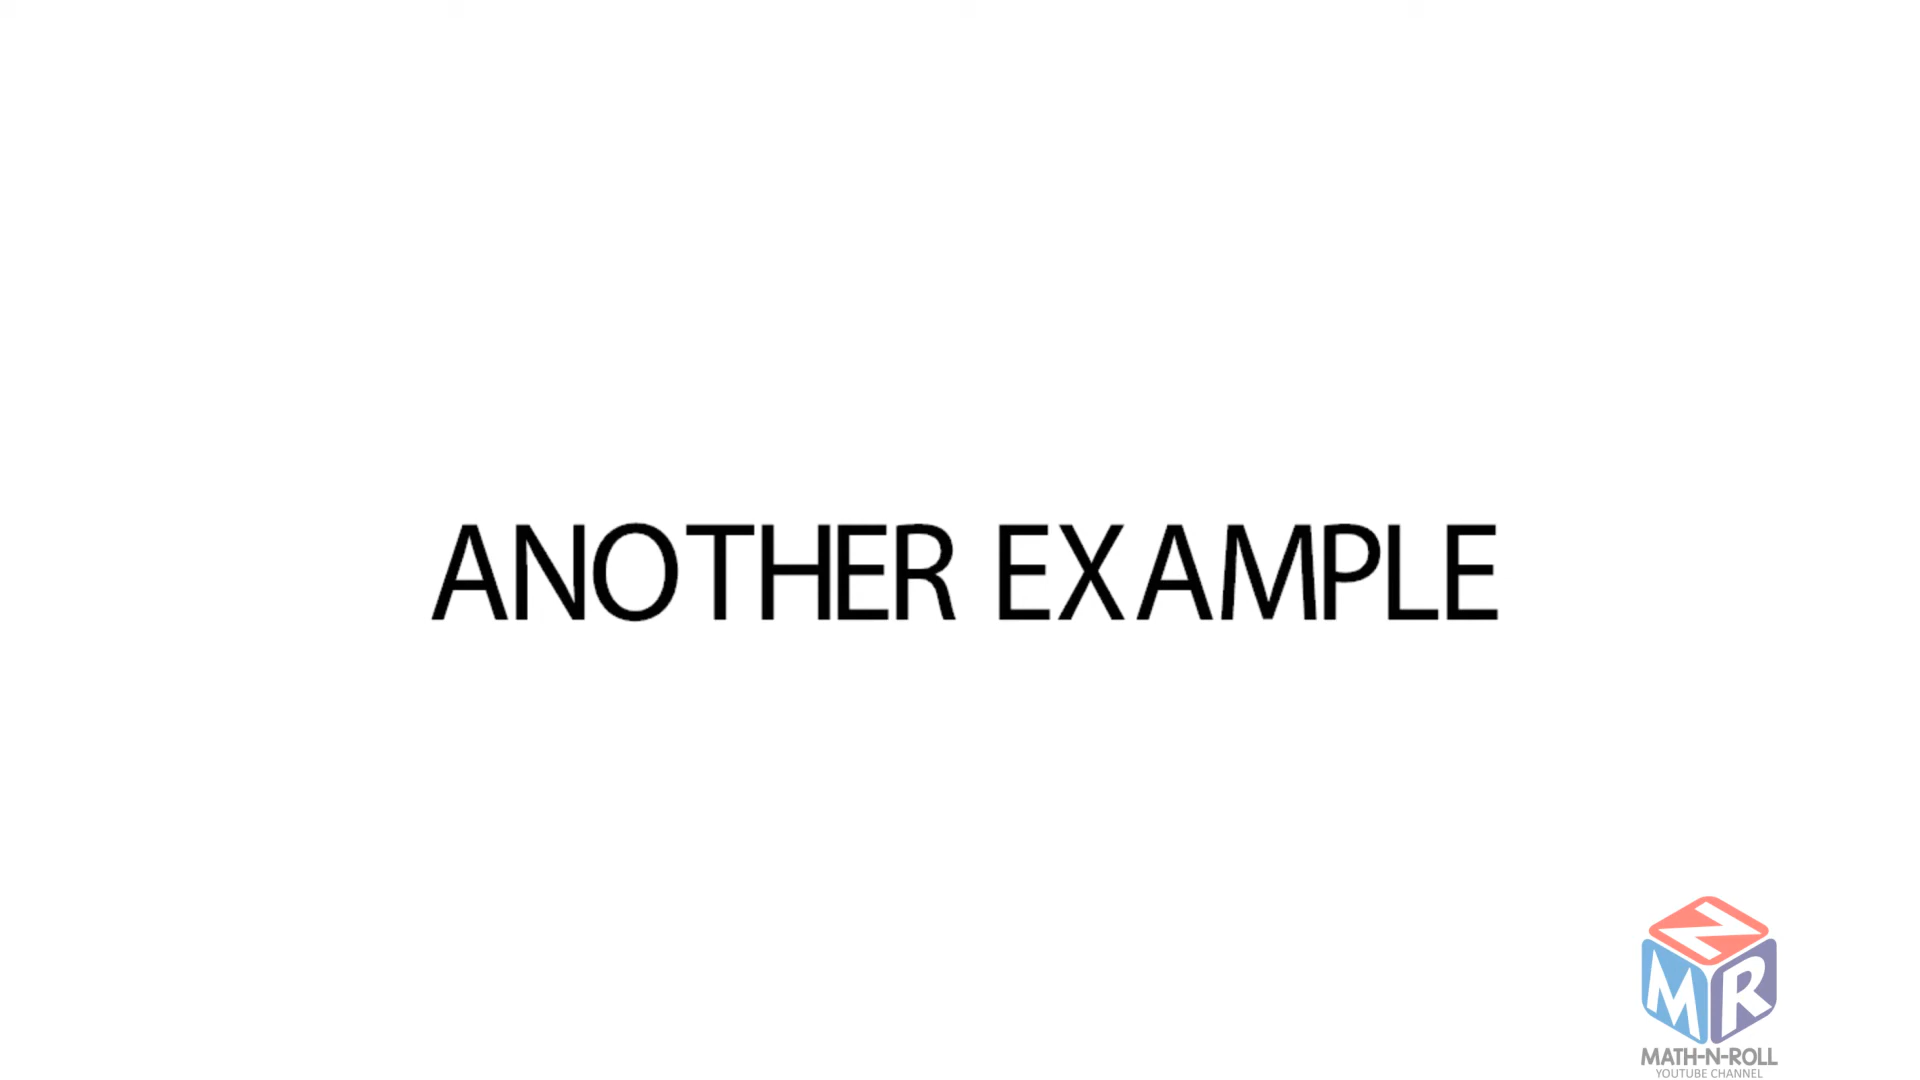 ANOTHER EXAMPLE
N
M R
MATH-N-ROLL
YOUTUBE CHANNEL